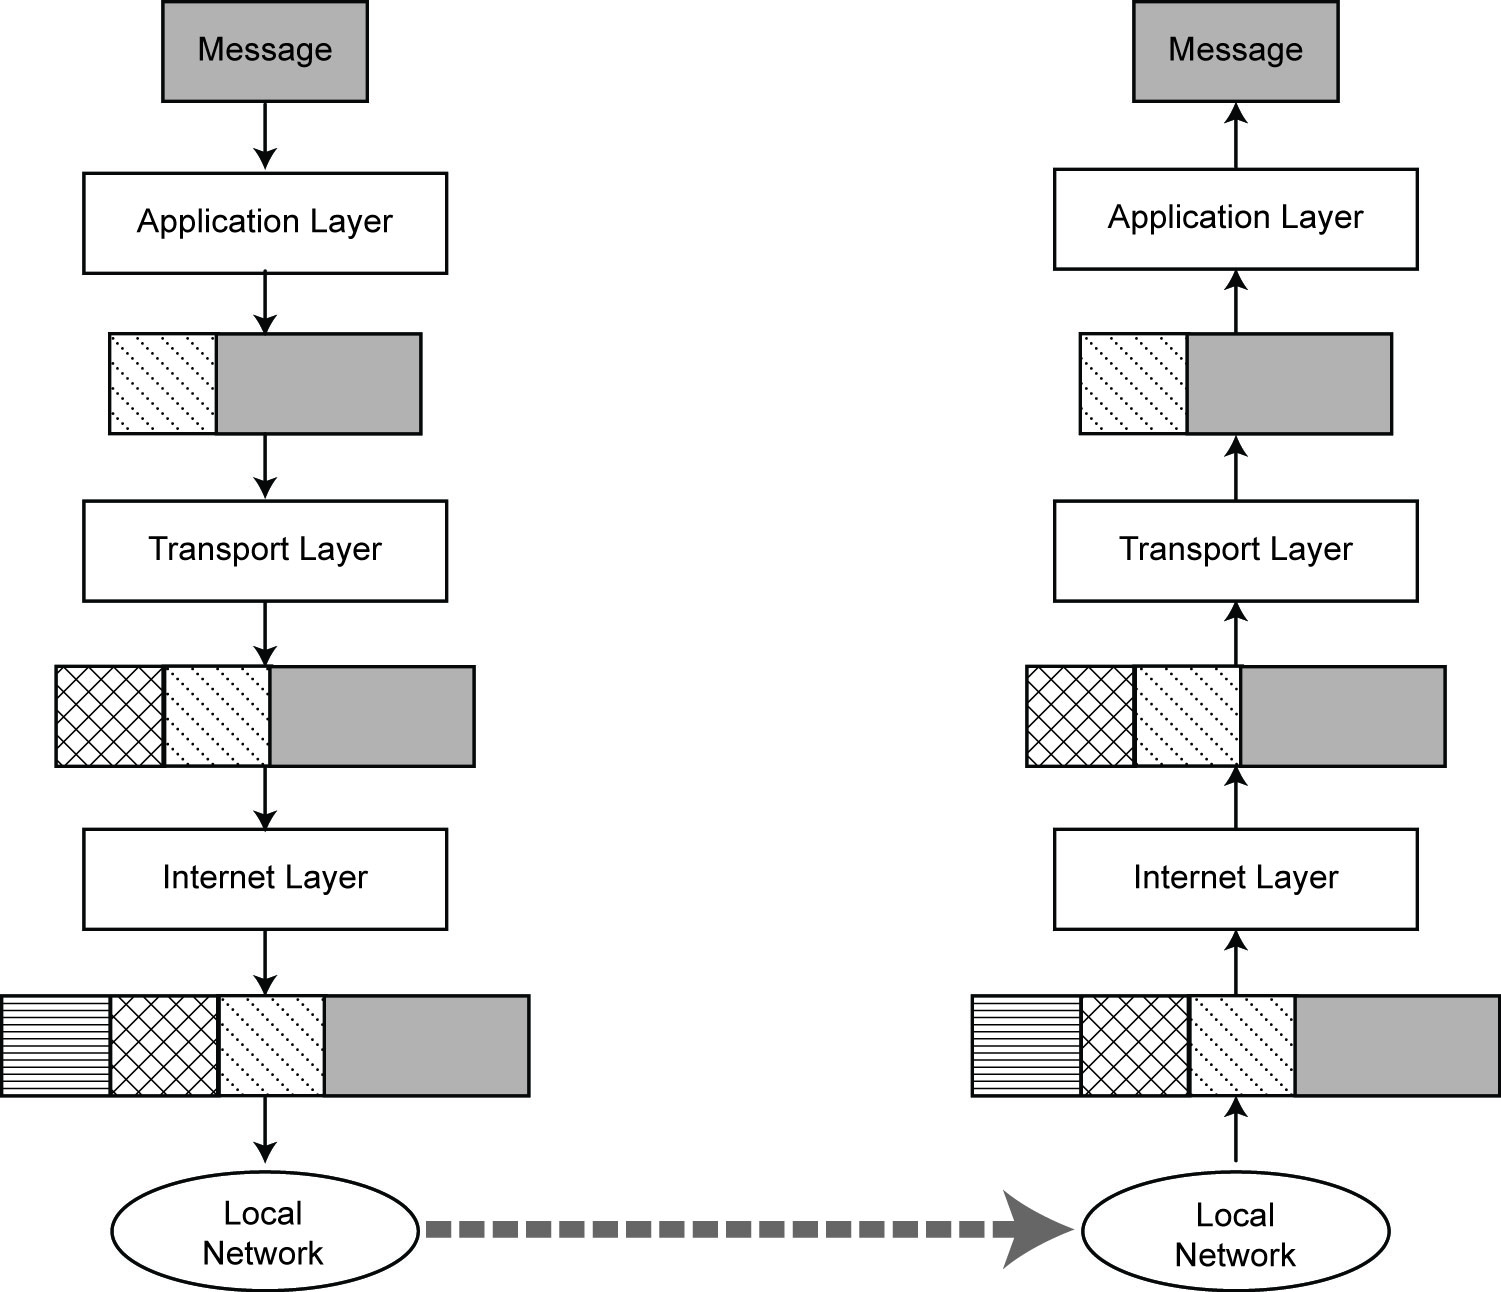 Message
Application Layer
Transport Layer
Internet Layer
Local
Network
Message
Application Layer
Transport Layer
Internet Layer
Local
Network